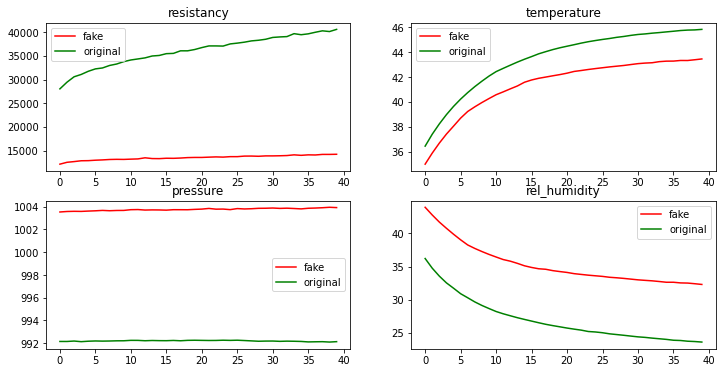 resistancy
40000
35000
30000
25000
20000
15000
fake
original
0 5 10 15 20 25 30 35 40
temperature
46
44
42
40
38
36
fake
original
0 5 10 15 20 25 30 35 40
pressure
1004
1002
1000
998
996
994
992
fake
original
0 5 10 15 20 25 30 35 40
rel_humidity
40
35
30
25
fake
original
0 5 10 15 20 25 30 35 40